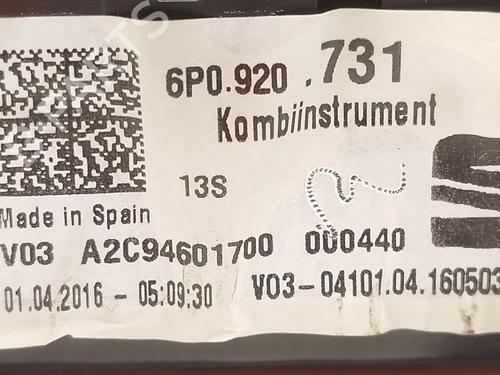 6P0.920 .731
Kombiinstrument
13S
Made in Spain
V03 A2C94601700 000440
01.04.2016 - 05:09:30 V03-04101.04.160503